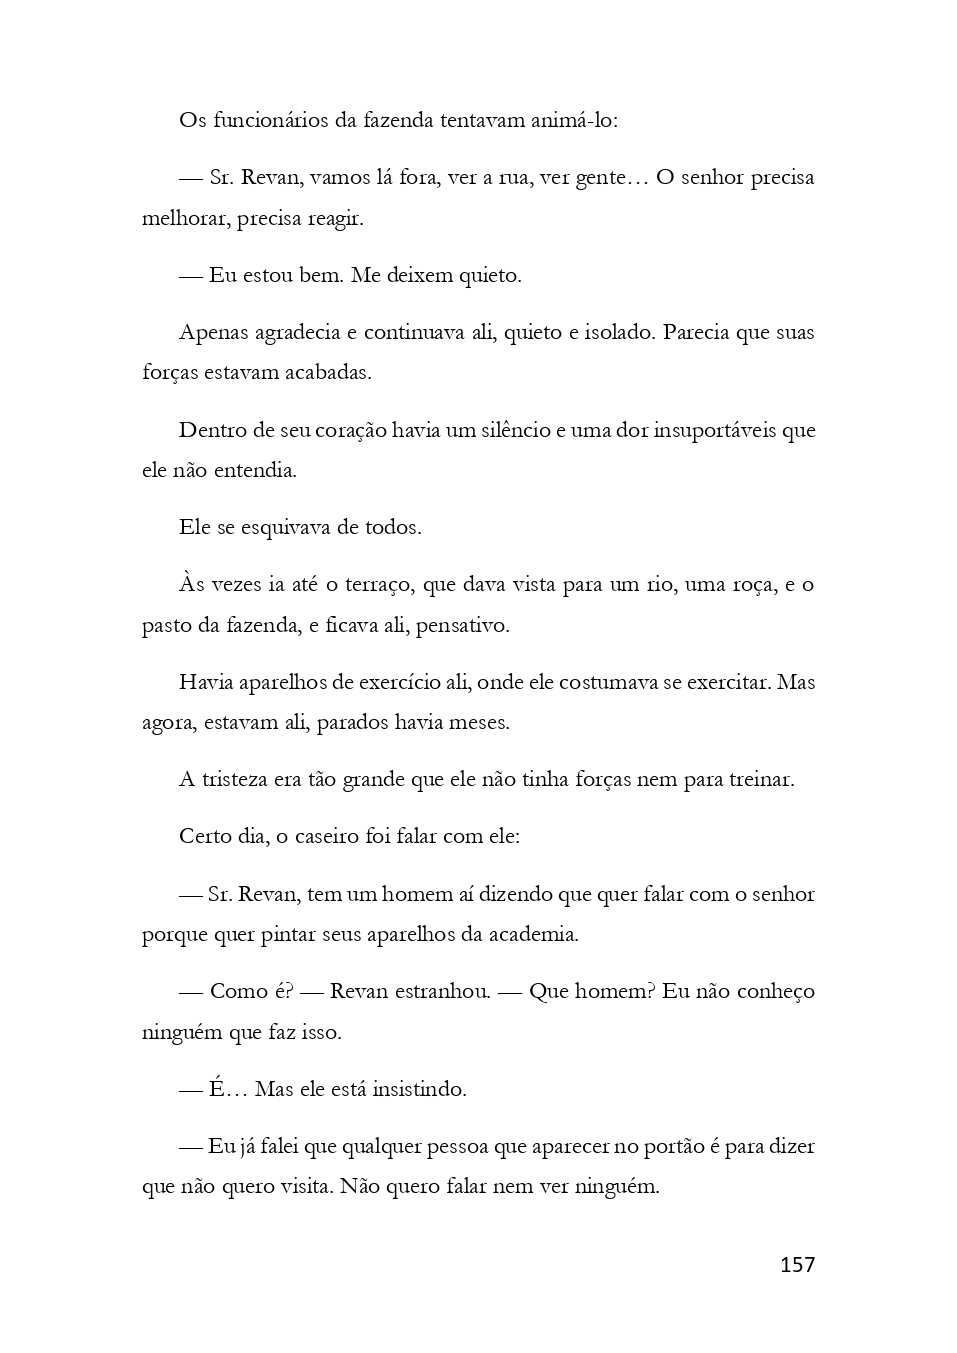 Os funcionários da fazenda tentavam animá-lo:
— Sr. Revan, vamos lá fora, ver a rua, ver gente… O senhor precisa
melhorar, precisa reagir.
— Eu estou bem. Me deixem quieto.
Apenas agradecia e continuava ali, quieto e isolado. Parecia que suas
forças estavam acabadas.
Dentro de seu coração havia um silêncio e uma dor insuportáveis que
ele não entendia.
Ele se esquivava de todos.
Às vezes ia até o terraço, que dava vista para um rio, uma roça, e o
pasto da fazenda, e ficava ali, pensativo.
Havia aparelhos de exercício ali, onde ele costumava se exercitar. Mas
agora, estavam ali, parados havia meses.
A tristeza era tão grande que ele não tinha forças nem para treinar.
Certo dia, o caseiro foi falar com ele:
— Sr. Revan, tem um homem aí dizendo que quer falar com o senhor
porque quer pintar seus aparelhos da academia.
— Como é? — Revan estranhou. — Que homem? Eu não conheço
ninguém que faz isso.
— É… Mas ele está insistindo.
— Eu já falei que qualquer pessoa que aparecer no portão é para dizer
que não quero visita. Não quero falar nem ver ninguém.
157